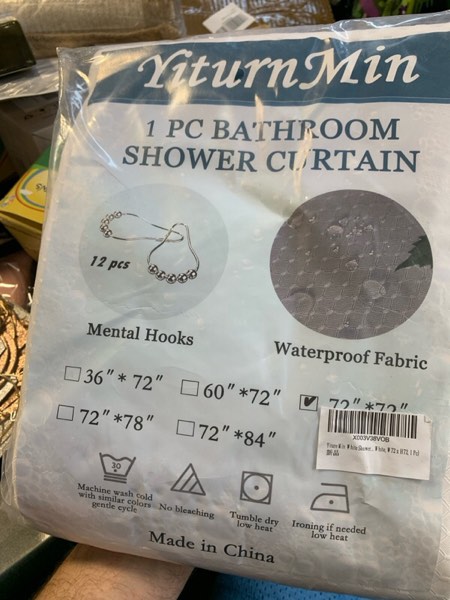 YiturnMin
1 PC BATHROOM
SHOWER CURTAIN
12 pcs
Mental Hooks
Waterproof Fabric
36" * 72"
60" *72"
72" *72"
72" *78"
72" *84"
X003V38VOB
新品
30
Machine wash cold
with similar colors
gentle cycle
No bleaching
Tumble dry
low heat
Ironing if needed
low heat
Made in China